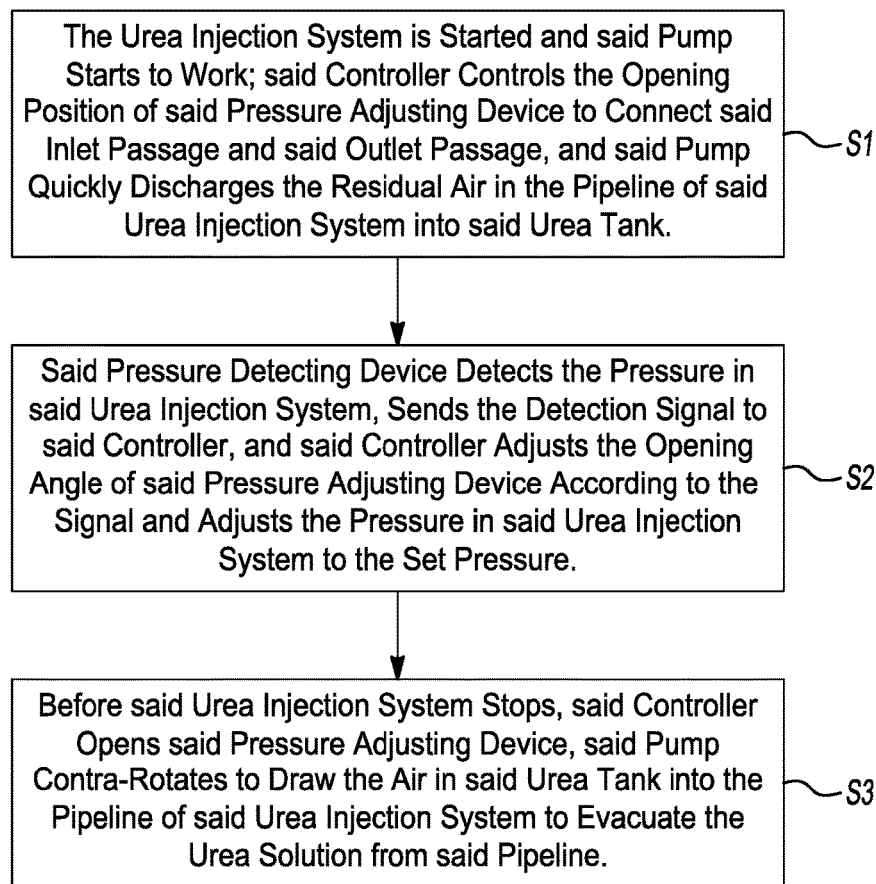 The Urea Injection System is Started and said Pump
Starts to Work; said Controller Controls the Opening
Position of said Pressure Adjusting Device to Connect said
Inlet Passage and said Outlet Passage, and said Pump
Quickly Discharges the Residual Air in the Pipeline of said
Urea Injection System into said Urea Tank.
S1
Said Pressure Detecting Device Detects the Pressure in
said Urea Injection System, Sends the Detection Signal to
said Controller, and said Controller Adjusts the Opening
Angle of said Pressure Adjusting Device According to the
Signal and Adjusts the Pressure in said Urea Injection
System to the Set Pressure.
S2
Before said Urea Injection System Stops, said Controller
Opens said Pressure Adjusting Device, said Pump
Contra-Rotates to Draw the Air in said Urea Tank into the
Pipeline of said Urea Injection System to Evacuate the
Urea Solution from said Pipeline.
S3